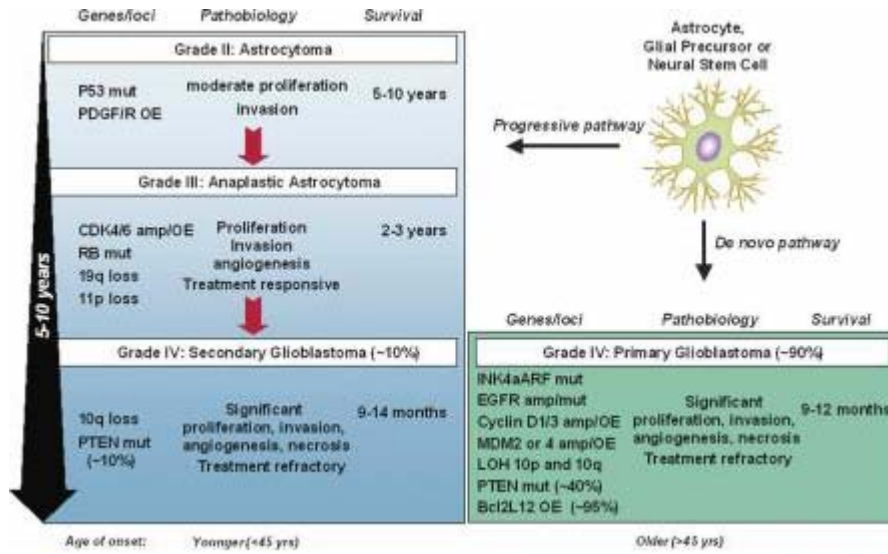 Genes/loci Pathobiology Survival
Grade II: Astrocytoma
P53 mut
PDGF/R OE
moderate proliferation
invasion
5-10 years
Grade III: Anaplastic Astrocytoma
CDK4/6 amp/OE
RB mut
19q loss
11p loss
Proliferation
Invasion
angiogenesis
Treatment responsive
2-3 years
Grade IV: Secondary Glioblastoma (~10%)
10q loss
PTEN mut
(~10%)
Significant
proliferation, invasion,
angiogenesis, necrosis
Treatment refractory
9-14 months
5-10 years
Age of onset: Younger (<45 yrs)
Astrocyte,
Glial Precursor or
Neural Stem Cell
Progressive pathway
De novo pathway
Genes/loci Pathobiology Survival
Grade IV: Primary Glioblastoma (~90%)
INK4aARF mut
EGFR amp/mut
Cyclin D1/3 amp/OE
MDM2 or 4 amp/OE
LOH 10p and 10q
PTEN mut (~40%)
Bcl2L12 OE (~95%)
Significant
proliferation, invasion,
angiogenesis, necrosis
Treatment refractory
9-12 months
Older (>45 yrs)